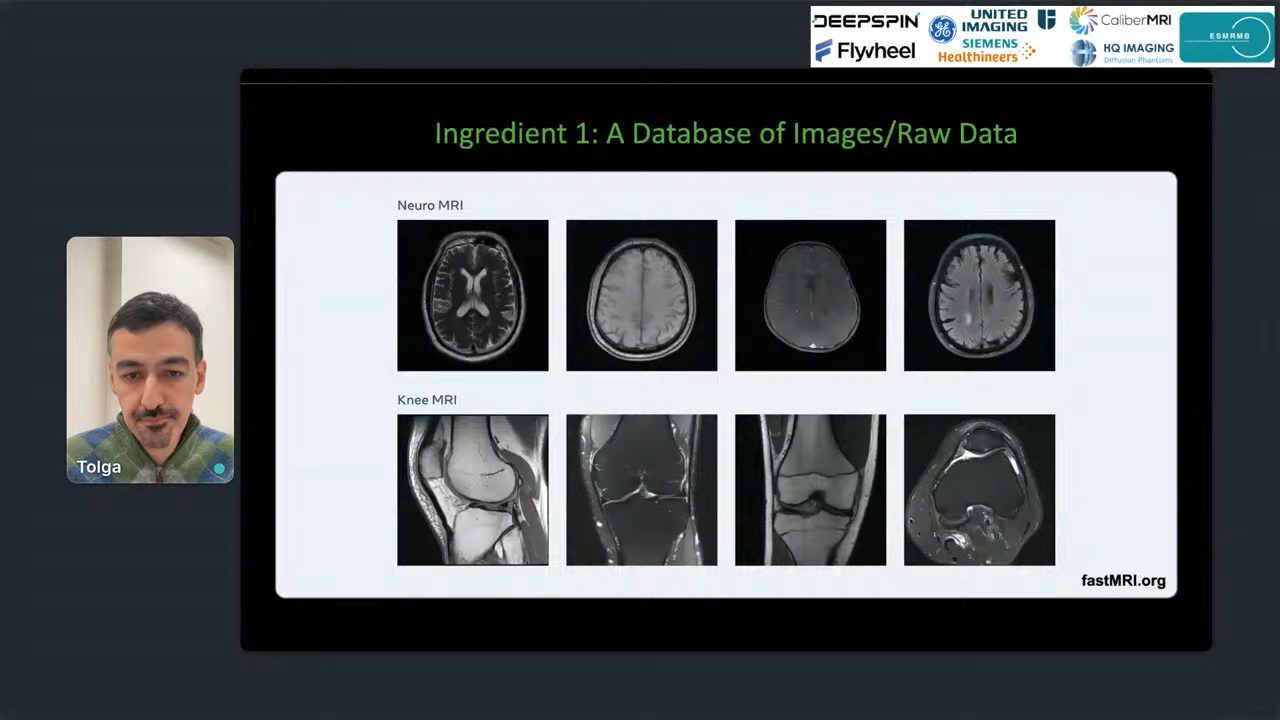 DEEPSPIN
UNITED
IMAGING
CaliberMRI
ESMRMB
Flywheel
SIEMENS
Healthineers
HQ IMAGING
Diffusion Phantoms
Ingredient 1: A Database of Images/Raw Data
Neuro MRI
Knee MRI
Tolga
fastMRI.org